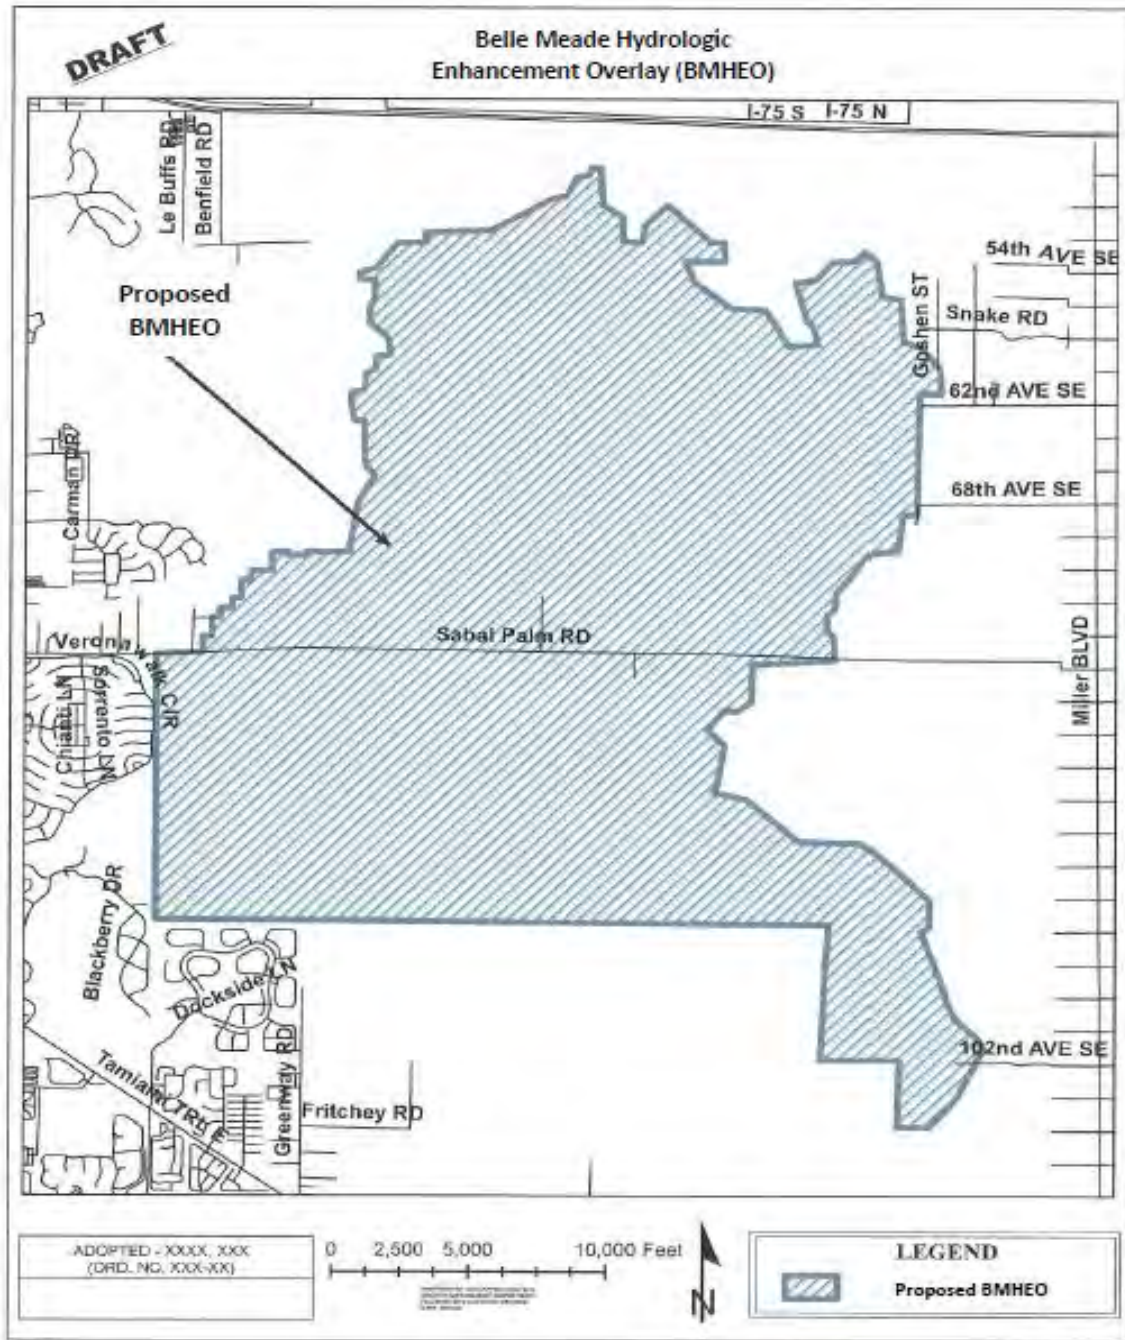 DRAFT
Belle Meade Hydrologic
Enhancement Overlay (BMHEO)
I-75 S I-75 N
Le Buffs RD
Benfield RD
54th AVE SE
Proposed
BMHEO
Goshen ST
Snake RD
62nd AVE SE
Carman DR
68th AVE SE
Sabal Palm RD
Verona walk CIR
Chianti LN
Sorrento LN
Miller BLVD
Blackberry DR
Dockside LN
102nd AVE SE
Tamiami TRL E
Greenway RD
Fritchey RD
ADOPTED - XXXX, XXX
(ORD. NO. XXX-XX)
0 2,500 5,000 10,000 Feet
N
LEGEND
Proposed BMHEO